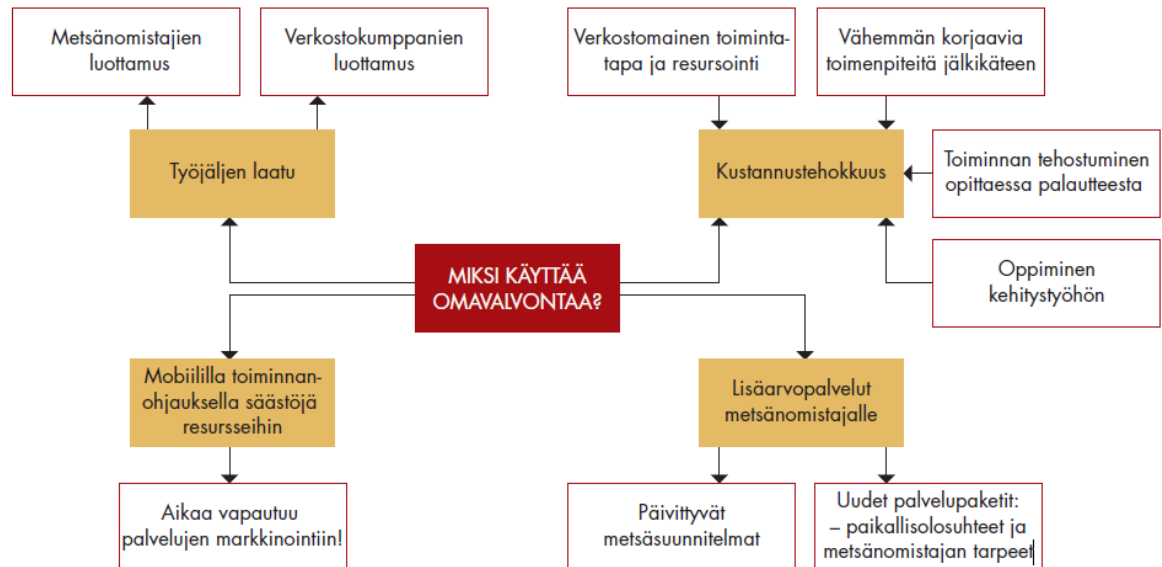 Metsänomistajien
luottamus
Verkostokumppanien
luottamus
Verkostomainen toiminta-
tapa ja resursointi
Vähemmän korjaavia
toimenpiteitä jälkikäteen
Työjäljen laatu
Kustannustehokkuus
Toiminnan tehostuminen
opittaessa palautteesta
MIKSI KÄYTTÄÄ
OMAVALVONTAA?
Oppiminen
kehitystyöhön
Mobiililla toiminnan-
ohjauksella säästöjä
resursseihin
Lisäarvopalvelut
metsänomistajalle
Aikaa vapautuu
palvelujen markkinointiin!
Päivittyvät
metsäsuunnitelmat
Uudet palvelupaketit:
– paikallisolosuhteet ja
metsänomistajan tarpeet